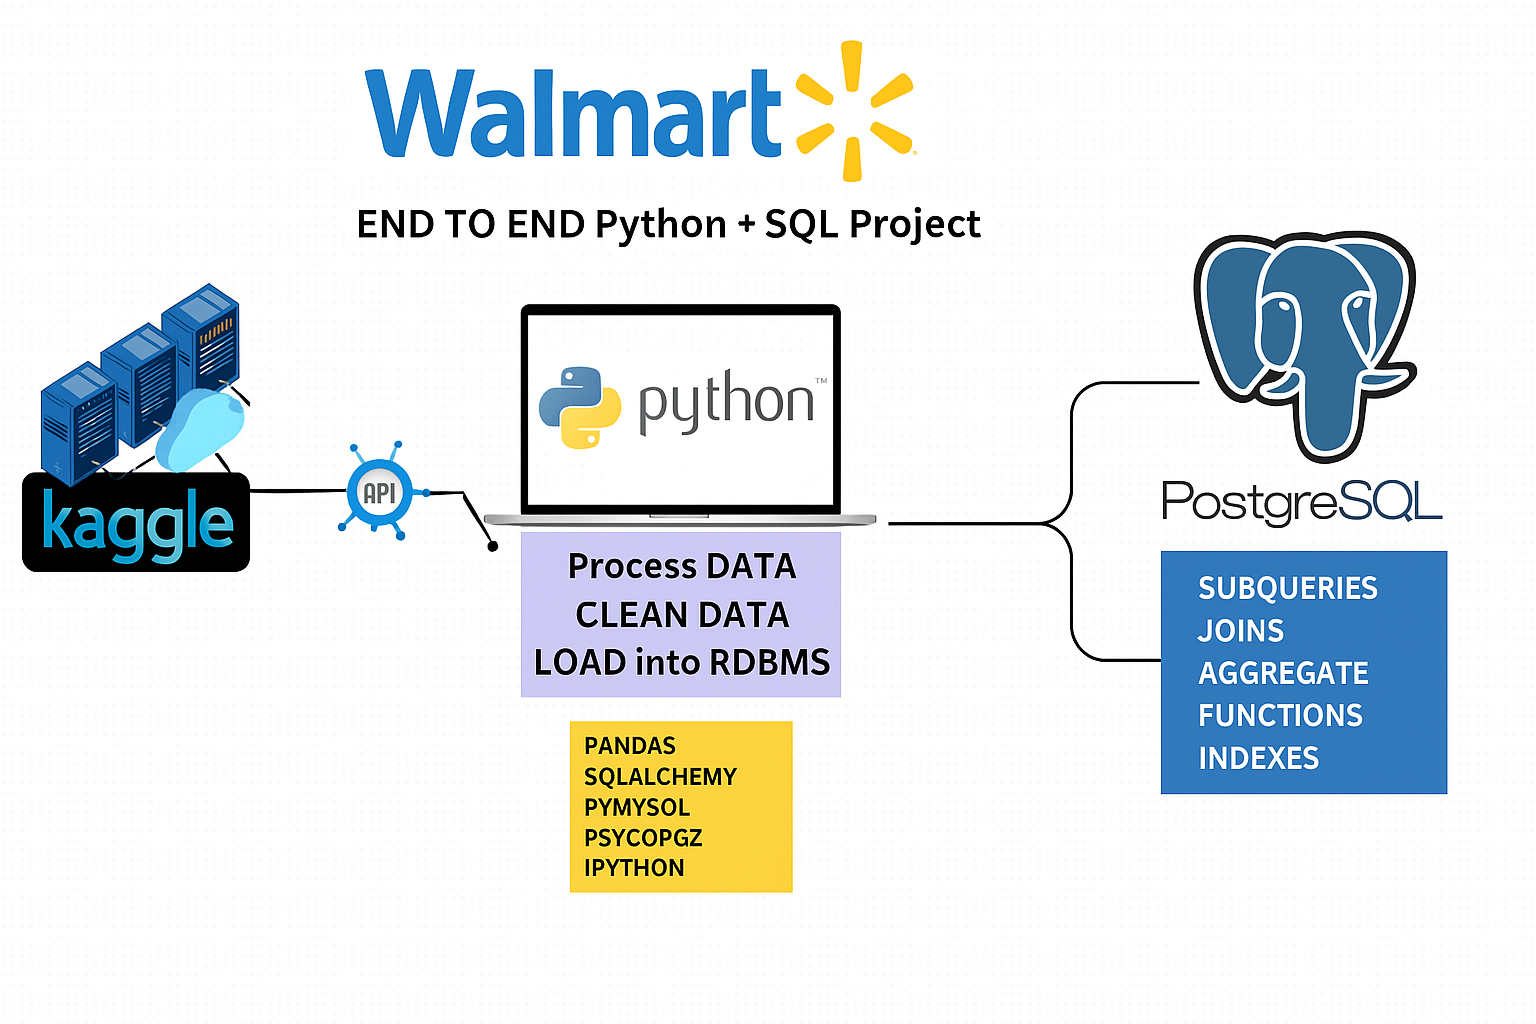 Walmart
END TO END Python + SQL Project
kaggle
API
python™
Process DATA
CLEAN DATA
LOAD into RDBMS
PANDAS
SQLALCHEMY
PYMYSOL
PSYCOPGZ
IPYTHON
PostgreSQL
SUBQUERIES
JOINS
AGGREGATE
FUNCTIONS
INDEXES